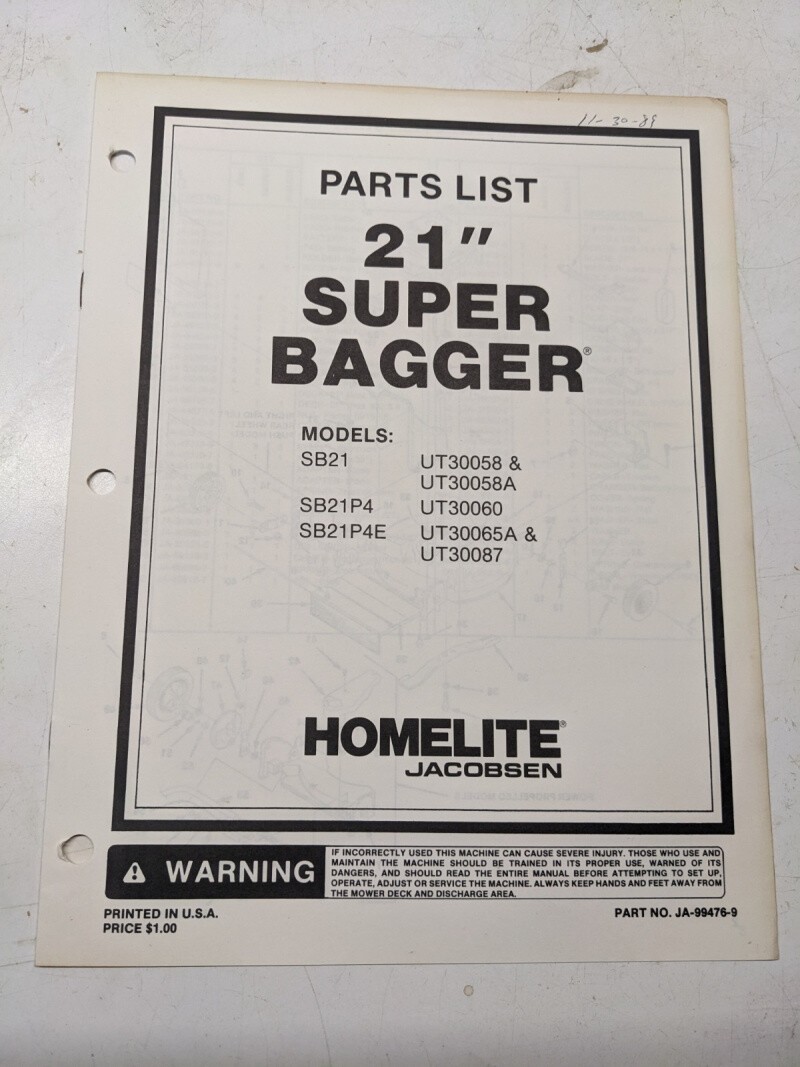 11-30-89
PARTS LIST
21"
SUPER
BAGGER®
MODELS:
SB21 UT30058 &
UT30058A
SB21P4 UT30060
SB21P4E UT30065A &
UT30087
HOMELITE®
JACOBSEN
WARNING
IF INCORRECTLY USED THIS MACHINE CAN CAUSE SEVERE INJURY. THOSE WHO USE AND
MAINTAIN THE MACHINE SHOULD BE TRAINED IN ITS PROPER USE, WARNED OF ITS
DANGERS, AND SHOULD READ THE ENTIRE MANUAL BEFORE ATTEMPTING TO SET UP,
OPERATE, ADJUST OR SERVICE THE MACHINE. ALWAYS KEEP HANDS AND FEET AWAY FROM
THE MOWER DECK AND DISCHARGE AREA.
PRINTED IN U.S.A.
PRICE $1.00
PART NO. JA-99476-9